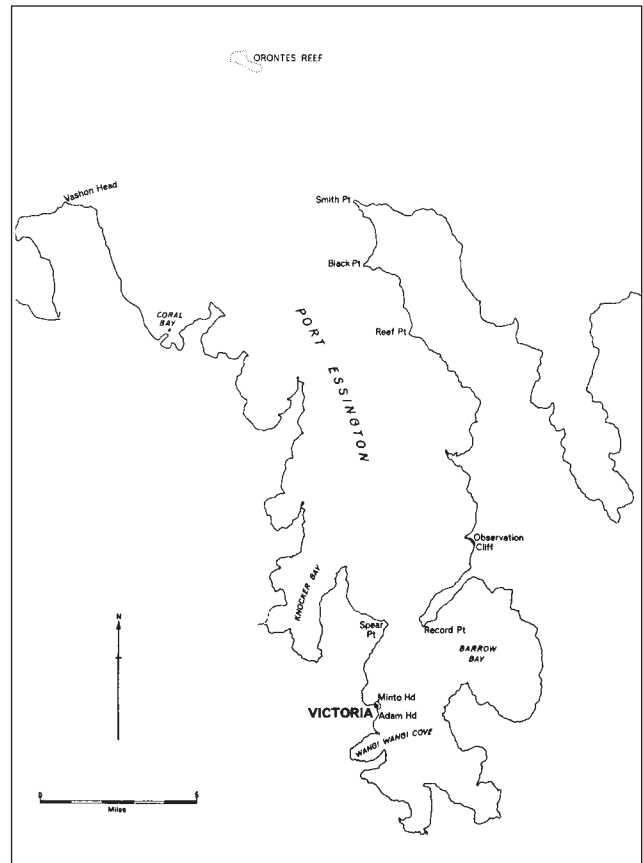 ORONTES REEF
Vashon Head
Smith Pt
Black Pt
CORAL
BAY
Reef Pt
PORT ESSINGTON
Observation
Cliff
KNOCKER BAY
N
Spear
Pt
Record Pt
BARROW
BAY
Minto Hd
VICTORIA
Adam Hd
WANGI WANGI COVE
0 5
Miles